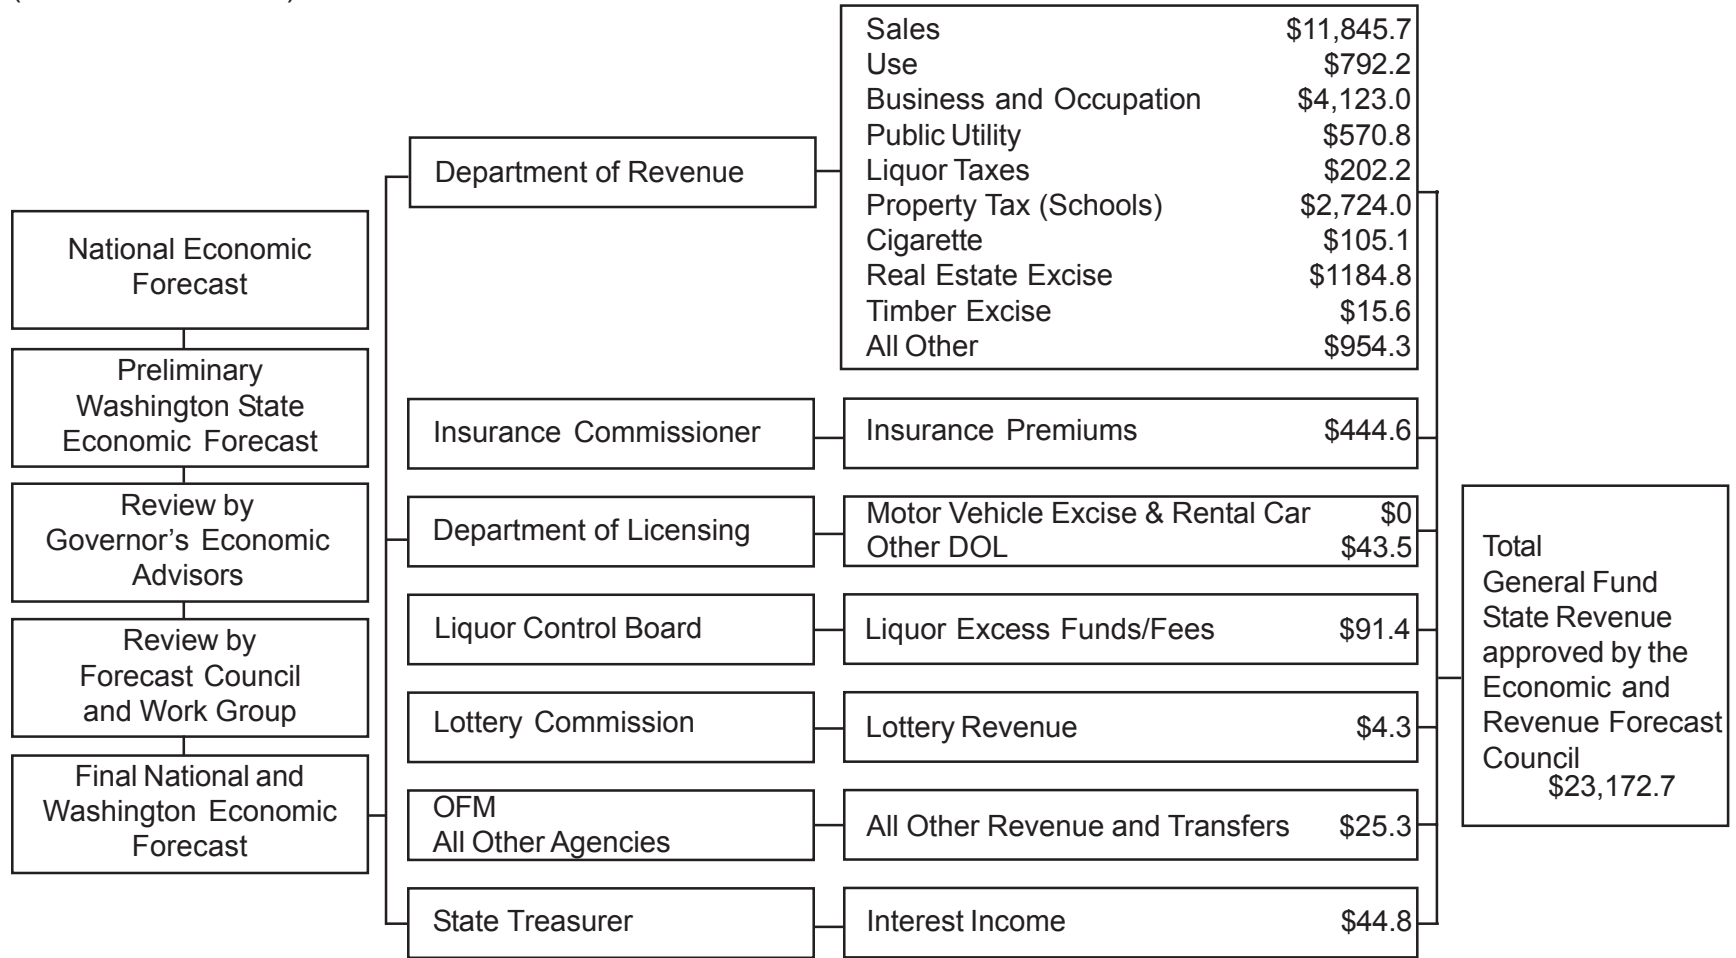 National Economic
Forecast
Preliminary
Washington State
Economic Forecast
Review by
Governor’s Economic
Advisors
Review by
Forecast Council
and Work Group
Final National and
Washington Economic
Forecast
Department of Revenue
Sales $11,845.7
Use $792.2
Business and Occupation $4,123.0
Public Utility $570.8
Liquor Taxes $202.2
Property Tax (Schools) $2,724.0
Cigarette $105.1
Real Estate Excise $1184.8
Timber Excise $15.6
All Other $954.3
Insurance Commissioner
Insurance Premiums $444.6
Department of Licensing
Motor Vehicle Excise & Rental Car $0
Other DOL $43.5
Liquor Control Board
Liquor Excess Funds/Fees $91.4
Lottery Commission
Lottery Revenue $4.3
OFM
All Other Agencies
All Other Revenue and Transfers $25.3
State Treasurer
Interest Income $44.8
Total
General Fund
State Revenue
approved by the
Economic and
Revenue Forecast
Council
$23,172.7